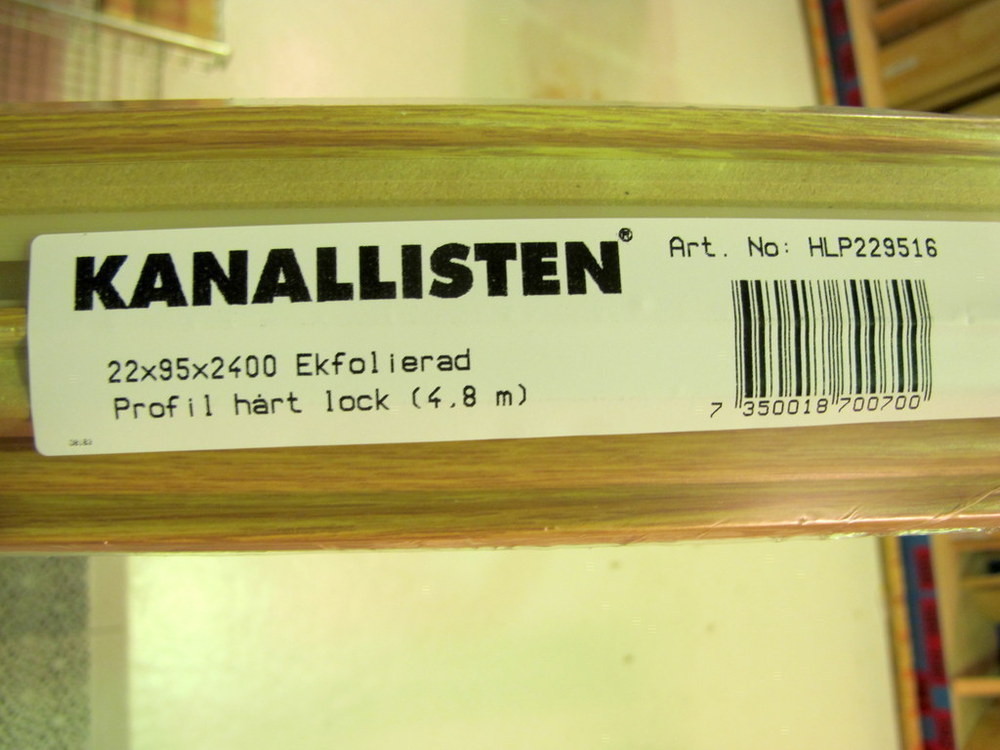 KANALLISTEN®
Art. No: HLP229516
22x95x2400 Ekfolierad
Profil hårt lock (4,8 m)
7 350018 700700